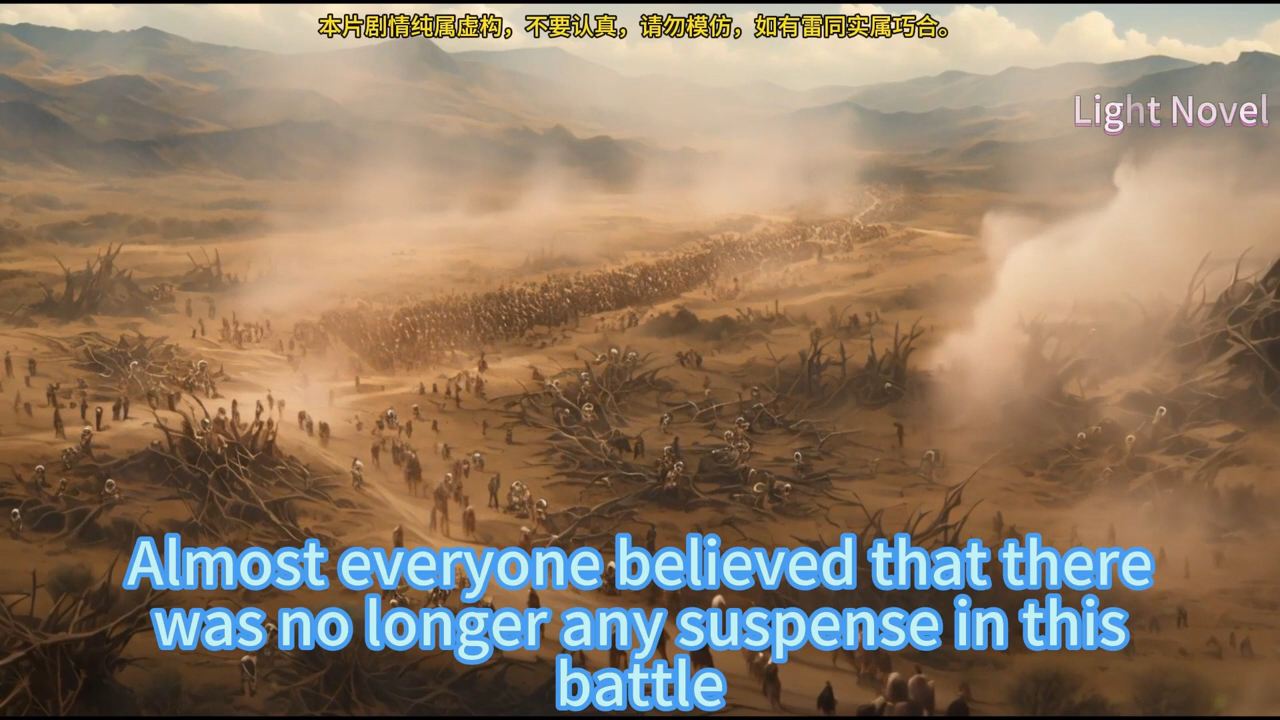 本片剧情纯属虚构，不要认真，请勿模仿，如有雷同实属巧合。
Light Novel
Almost everyone believed that there
was no longer any suspense in this
battle